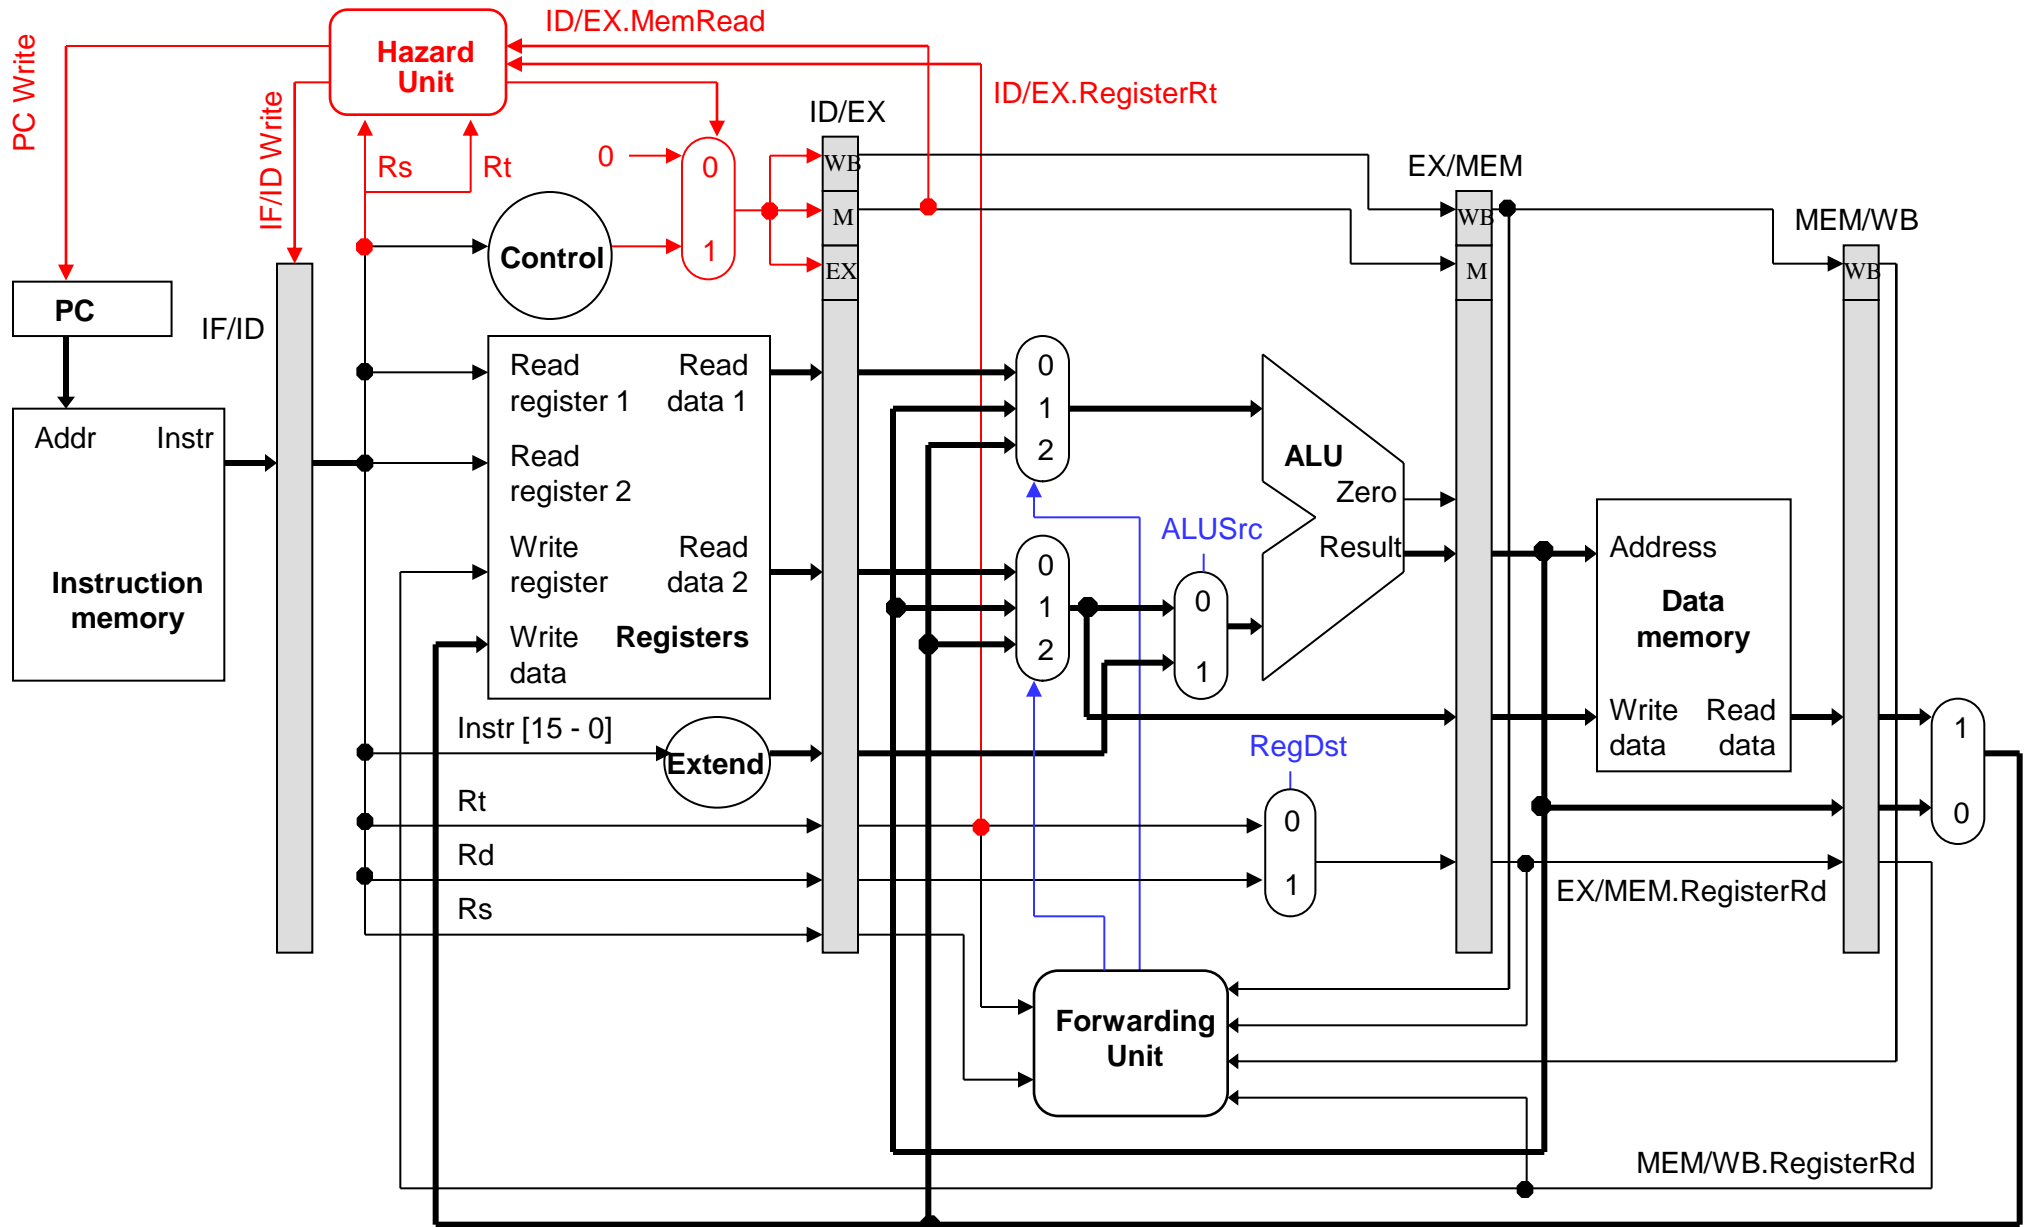 ID/EX.MemRead
PC Write
Hazard
Unit
ID/EX.RegisterRt
IF/ID Write
ID/EX
Rs
Rt
0
0
1
WB
M
EX
EX/MEM
WB
M
MEM/WB
WB
Control
PC
IF/ID
Addr
Instr
Instruction
memory
Read
register 1
Read
data 1
Read
register 2
Write
register
Read
data 2
Write
data
Registers
Instr [15 - 0]
Extend
Rt
Rd
Rs
0
1
2
0
1
2
ALUSrc
0
1
ALU
Zero
Result
RegDst
0
1
Address
Data
memory
Write
data
Read
data
1
0
EX/MEM.RegisterRd
Forwarding
Unit
MEM/WB.RegisterRd